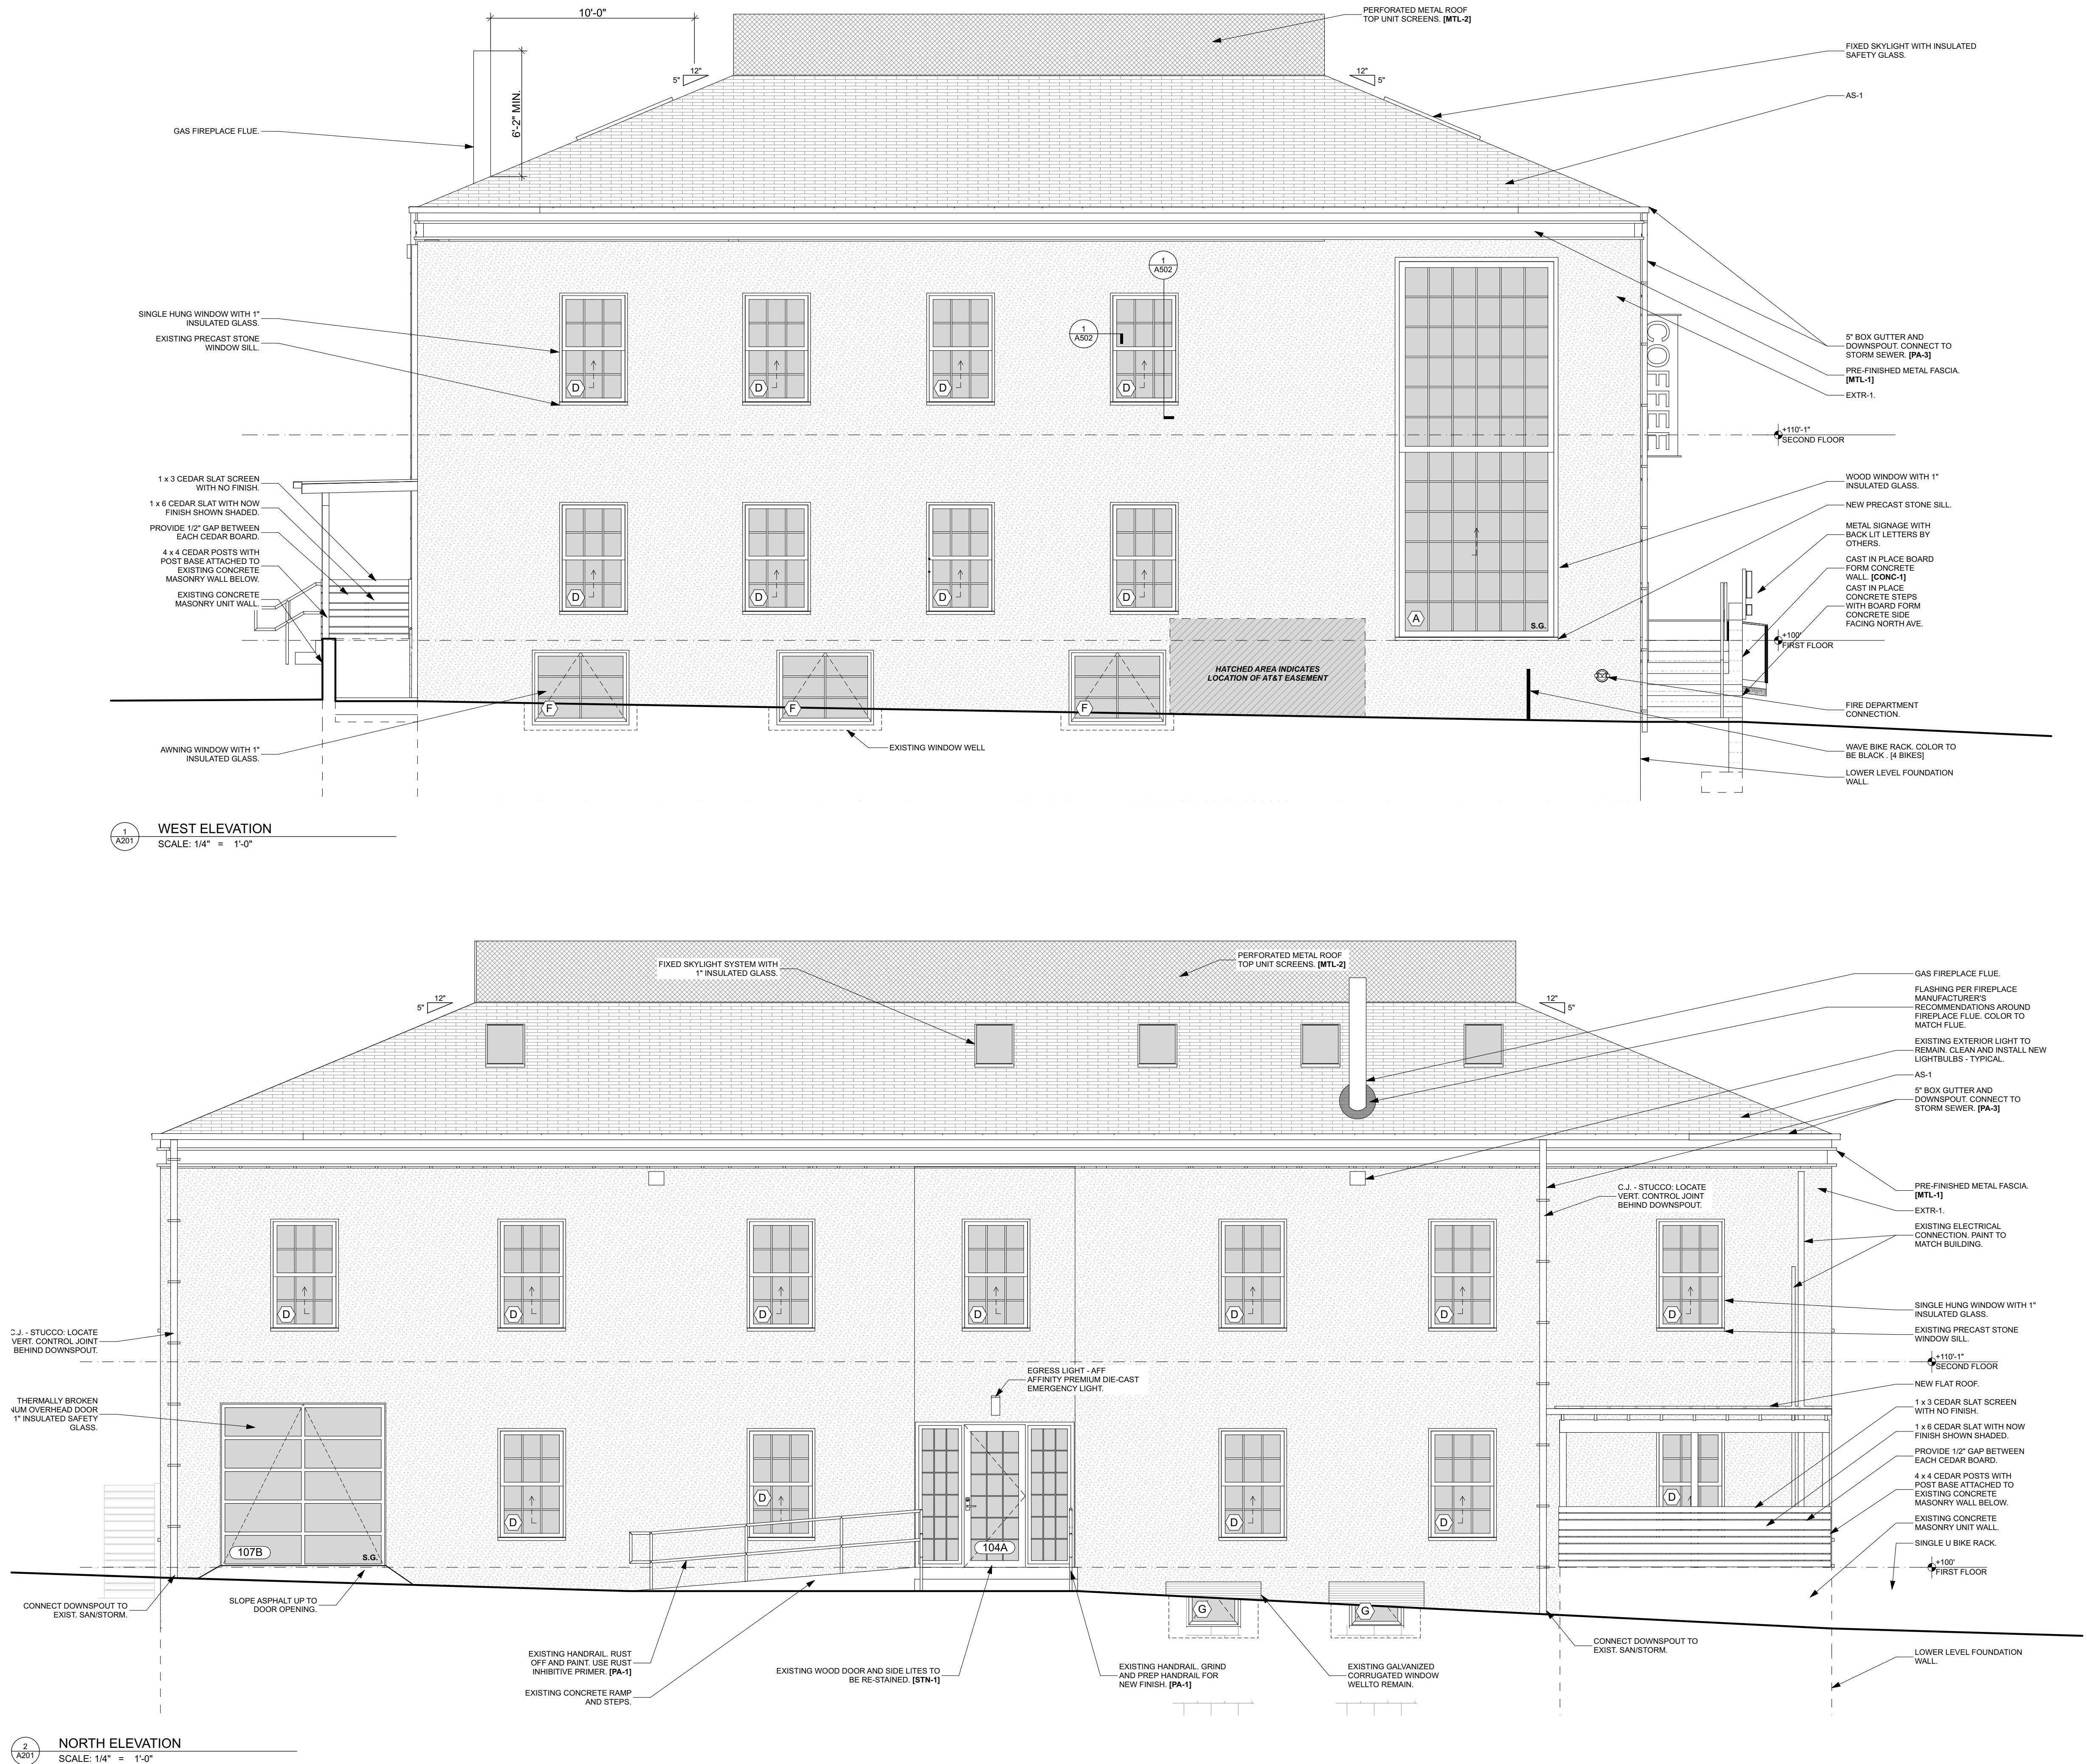 10'-0"
PERFORATED METAL ROOF
TOP UNIT SCREENS. [MTL-2]
FIXED SKYLIGHT WITH INSULATED
SAFETY GLASS.
12"
5"
12"
5"
6'-2" MIN.
AS-1
GAS FIREPLACE FLUE.
1
A502
1
A502
SINGLE HUNG WINDOW WITH 1"
INSULATED GLASS.
EXISTING PRECAST STONE
WINDOW SILL.
D
D
D
D
COFFEE
5" BOX GUTTER AND
DOWNSPOUT. CONNECT TO
STORM SEWER. [PA-3]
PRE-FINISHED METAL FASCIA.
[MTL-1]
EXTR-1.
+110'-1"
SECOND FLOOR
1 x 3 CEDAR SLAT SCREEN
WITH NO FINISH.
1 x 6 CEDAR SLAT WITH NOW
FINISH SHOWN SHADED.
PROVIDE 1/2" GAP BETWEEN
EACH CEDAR BOARD.
4 x 4 CEDAR POSTS WITH
POST BASE ATTACHED TO
EXISTING CONCRETE
MASONRY WALL BELOW.
EXISTING CONCRETE
MASONRY UNIT WALL.
D
D
D
D
A
S.G.
WOOD WINDOW WITH 1"
INSULATED GLASS.
NEW PRECAST STONE SILL.
METAL SIGNAGE WITH
BACK LIT LETTERS BY
OTHERS.
CAST IN PLACE BOARD
FORM CONCRETE
WALL. [CONC-1]
CAST IN PLACE
CONCRETE STEPS
WITH BOARD FORM
CONCRETE SIDE
FACING NORTH AVE.
+100'
FIRST FLOOR
HATCHED AREA INDICATES
LOCATION OF AT&T EASEMENT
F
F
F
FIRE DEPARTMENT
CONNECTION.
AWNING WINDOW WITH 1"
INSULATED GLASS.
EXISTING WINDOW WELL
WAVE BIKE RACK. COLOR TO
BE BLACK . [4 BIKES]
LOWER LEVEL FOUNDATION
WALL.
1
A201
WEST ELEVATION
SCALE: 1/4" = 1'-0"
FIXED SKYLIGHT SYSTEM WITH
1" INSULATED GLASS.
PERFORATED METAL ROOF
TOP UNIT SCREENS. [MTL-2]
12"
5"
12"
5"
GAS FIREPLACE FLUE.
FLASHING PER FIREPLACE
MANUFACTURER'S
RECOMMENDATIONS AROUND
FIREPLACE FLUE. COLOR TO
MATCH FLUE.
EXISTING EXTERIOR LIGHT TO
REMAIN. CLEAN AND INSTALL NEW
LIGHTBULBS - TYPICAL.
AS-1
5" BOX GUTTER AND
DOWNSPOUT. CONNECT TO
STORM SEWER. [PA-3]
C.J. - STUCCO: LOCATE
VERT. CONTROL JOINT
BEHIND DOWNSPOUT.
PRE-FINISHED METAL FASCIA.
[MTL-1]
EXTR-1.
EXISTING ELECTRICAL
CONNECTION. PAINT TO
MATCH BUILDING.
D
D
D
D
D
D
D
SINGLE HUNG WINDOW WITH 1"
INSULATED GLASS.
EXISTING PRECAST STONE
WINDOW SILL.
C.J. - STUCCO: LOCATE
VERT. CONTROL JOINT
BEHIND DOWNSPOUT.
+110'-1"
SECOND FLOOR
EGRESS LIGHT - AFF
AFFINITY PREMIUM DIE-CAST
EMERGENCY LIGHT.
NEW FLAT ROOF.
1 x 3 CEDAR SLAT SCREEN
WITH NO FINISH.
1 x 6 CEDAR SLAT WITH NOW
FINISH SHOWN SHADED.
PROVIDE 1/2" GAP BETWEEN
EACH CEDAR BOARD.
4 x 4 CEDAR POSTS WITH
POST BASE ATTACHED TO
EXISTING CONCRETE
MASONRY WALL BELOW.
EXISTING CONCRETE
MASONRY UNIT WALL.
SINGLE U BIKE RACK.
THERMALLY BROKEN
NUM OVERHEAD DOOR
1" INSULATED SAFETY
GLASS.
D
D
D
D
D
107B
S.G.
104A
+100'
FIRST FLOOR
G
G
CONNECT DOWNSPOUT TO
EXIST. SAN/STORM.
SLOPE ASPHALT UP TO
DOOR OPENING.
EXISTING HANDRAIL. RUST
OFF AND PAINT. USE RUST
INHIBITIVE PRIMER. [PA-1]
EXISTING CONCRETE RAMP
AND STEPS.
EXISTING WOOD DOOR AND SIDE LITES TO
BE RE-STAINED. [STN-1]
EXISTING HANDRAIL. GRIND
AND PREP HANDRAIL FOR
NEW FINISH. [PA-1]
EXISTING GALVANIZED
CORRUGATED WINDOW
WELLTO REMAIN.
CONNECT DOWNSPOUT TO
EXIST. SAN/STORM.
LOWER LEVEL FOUNDATION
WALL.
2
A201
NORTH ELEVATION
SCALE: 1/4" = 1'-0"